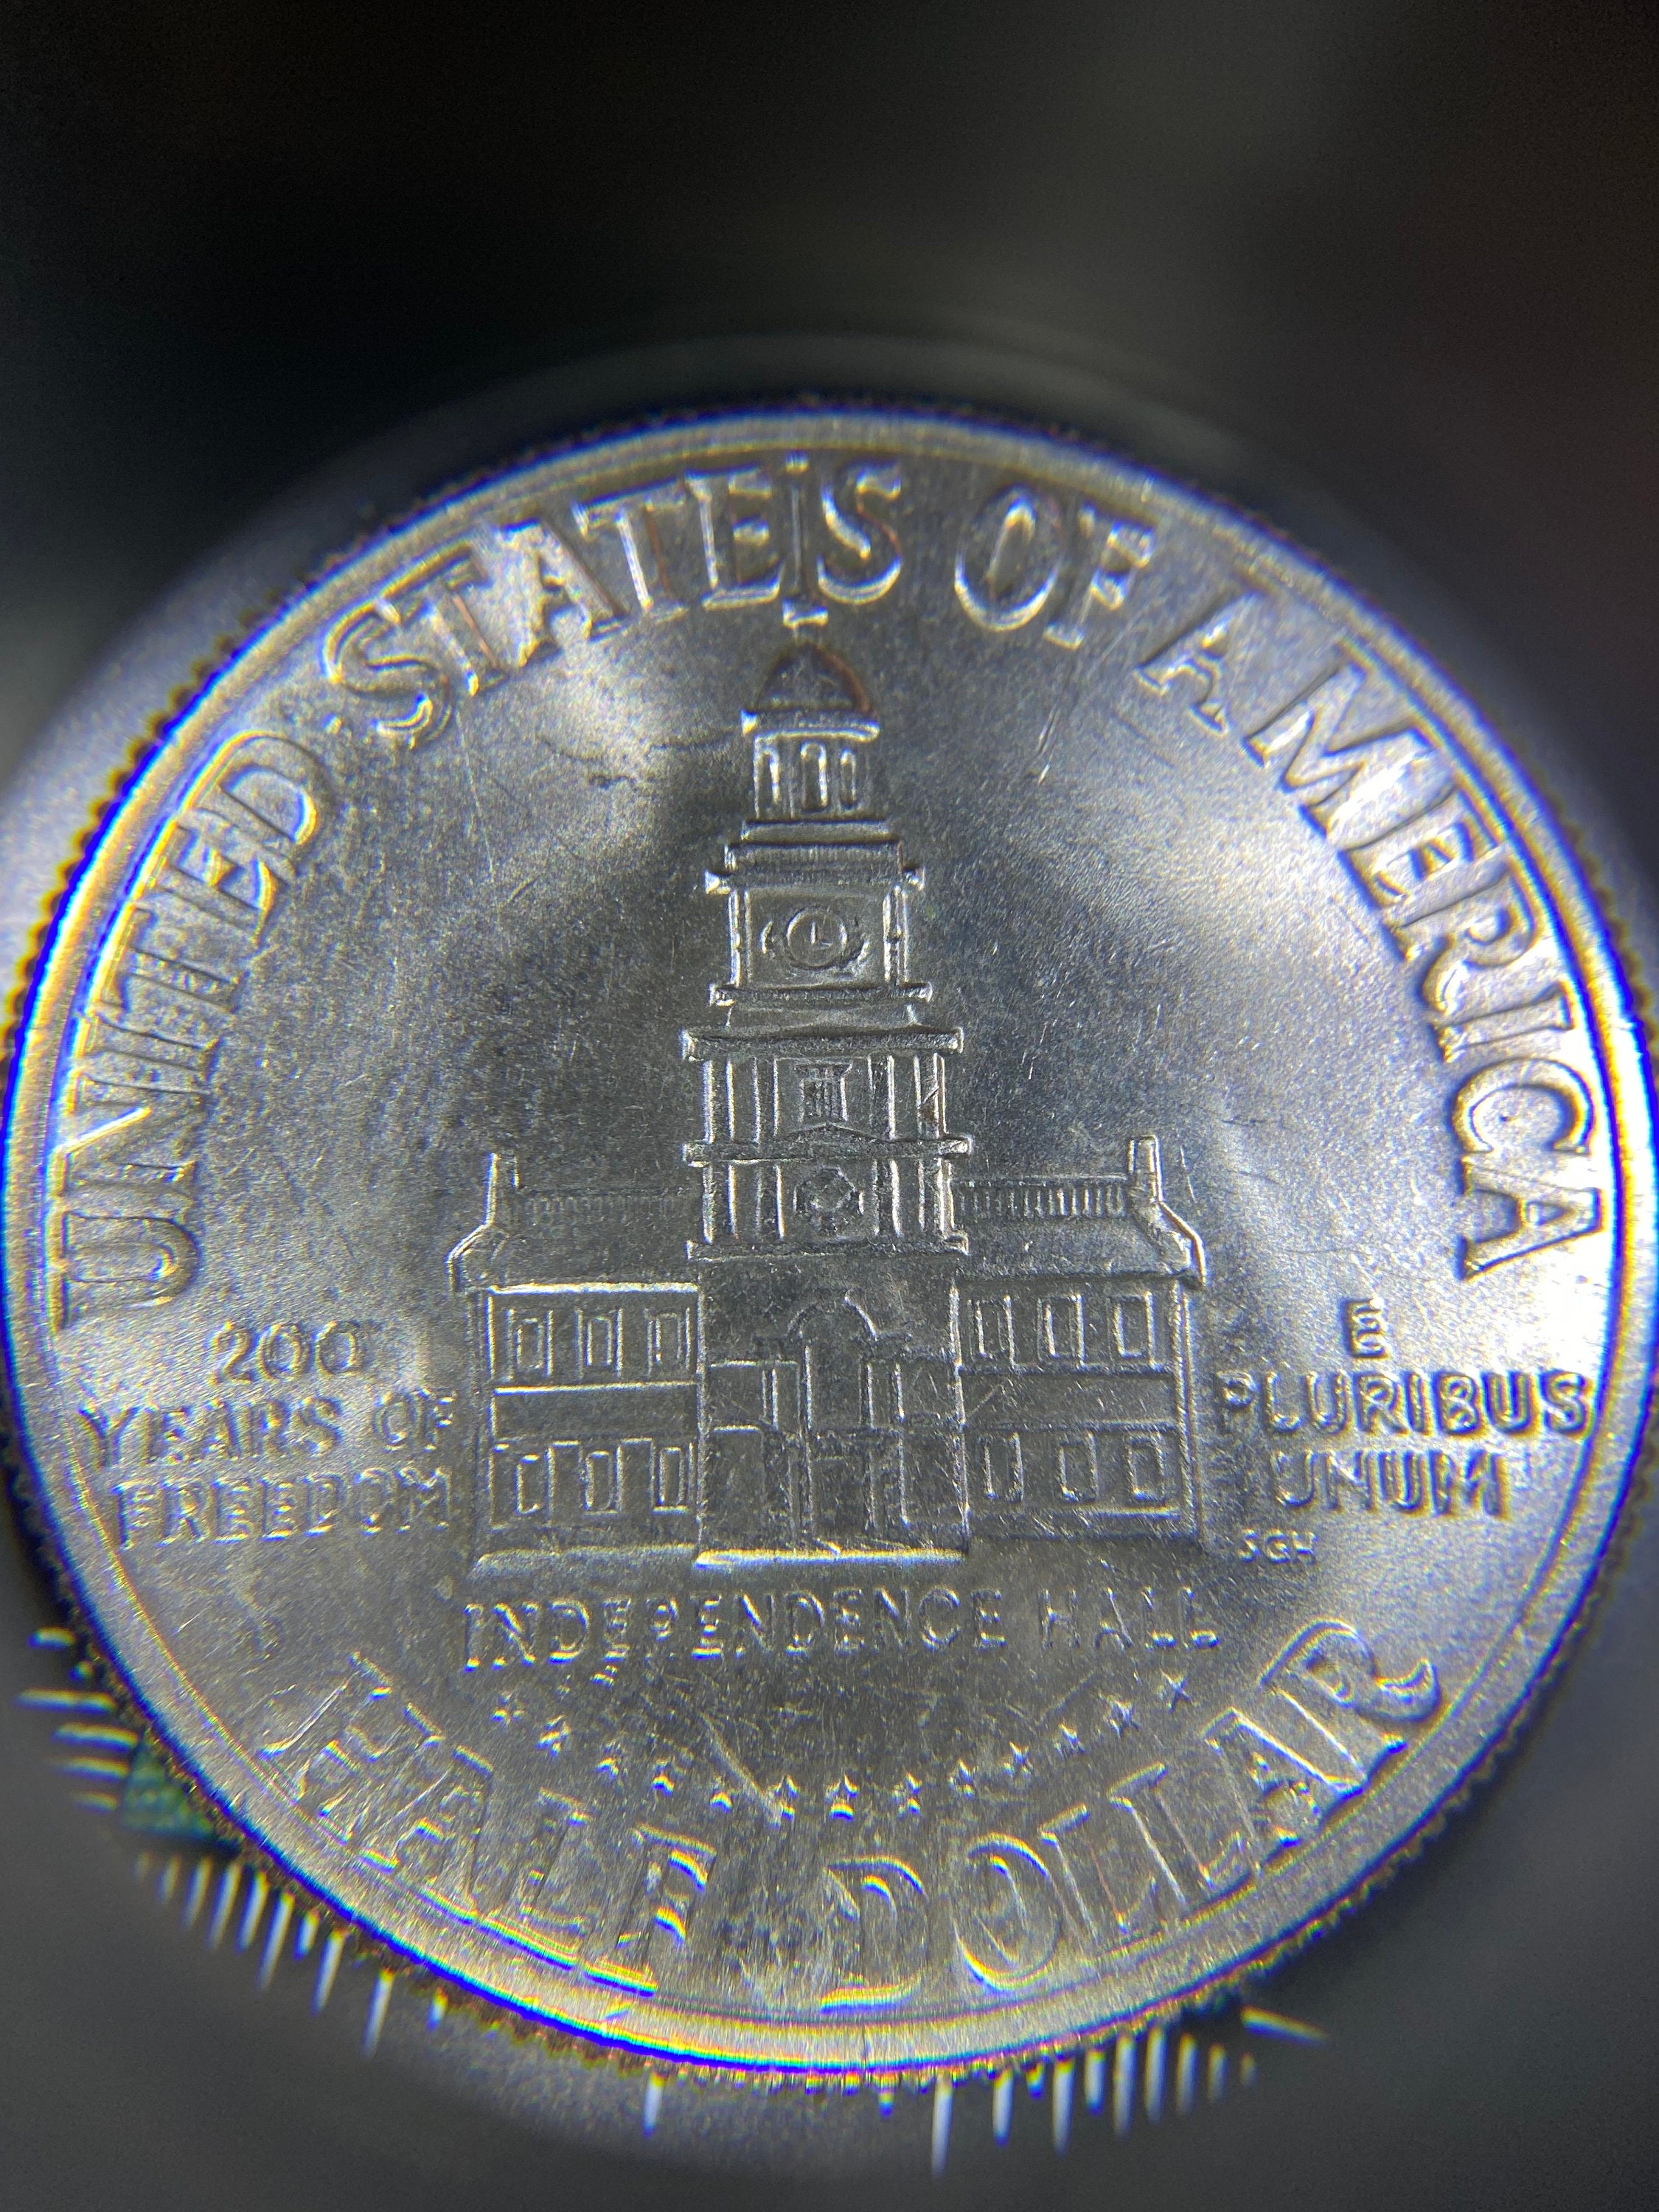 UNITED STATES OF AMERICA
200
YEARS OF
FREEDOM
E
PLURIBUS
UNUM
SGH
INDEPENDENCE HALL
HALF DOLLAR